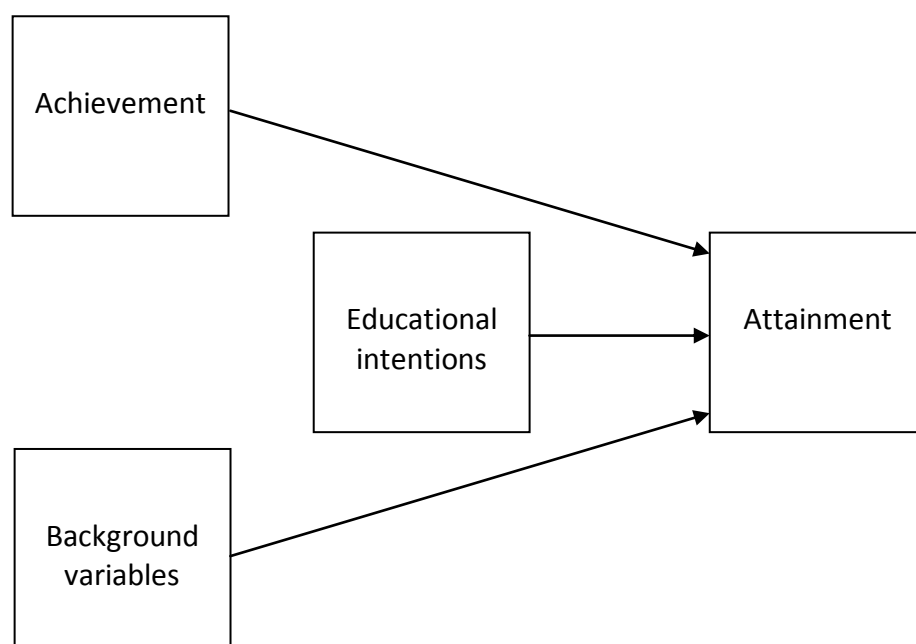 Achievement
Educational
intentions
Attainment
Background
variables